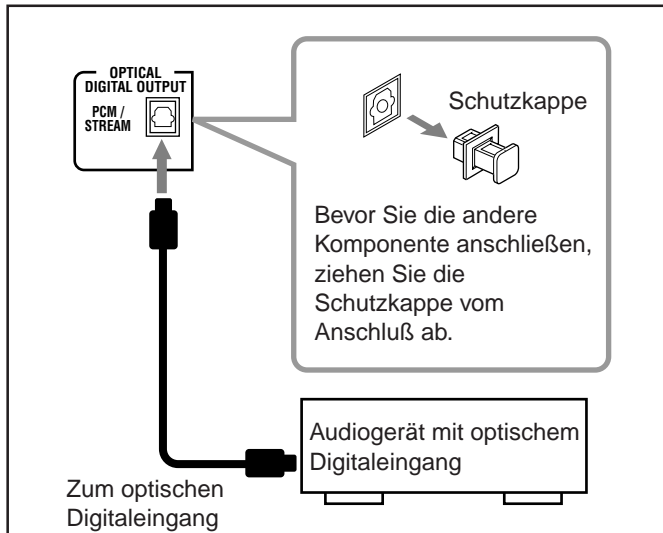 OPTICAL
DIGITAL OUTPUT
PCM /
STREAM
Schutzkappe
Bevor Sie die andere
Komponente anschließen,
ziehen Sie die
Schutzkappe vom
Anschluß ab.
Audiogerät mit optischem
Digitaleingang
Zum optischen
Digitaleingang